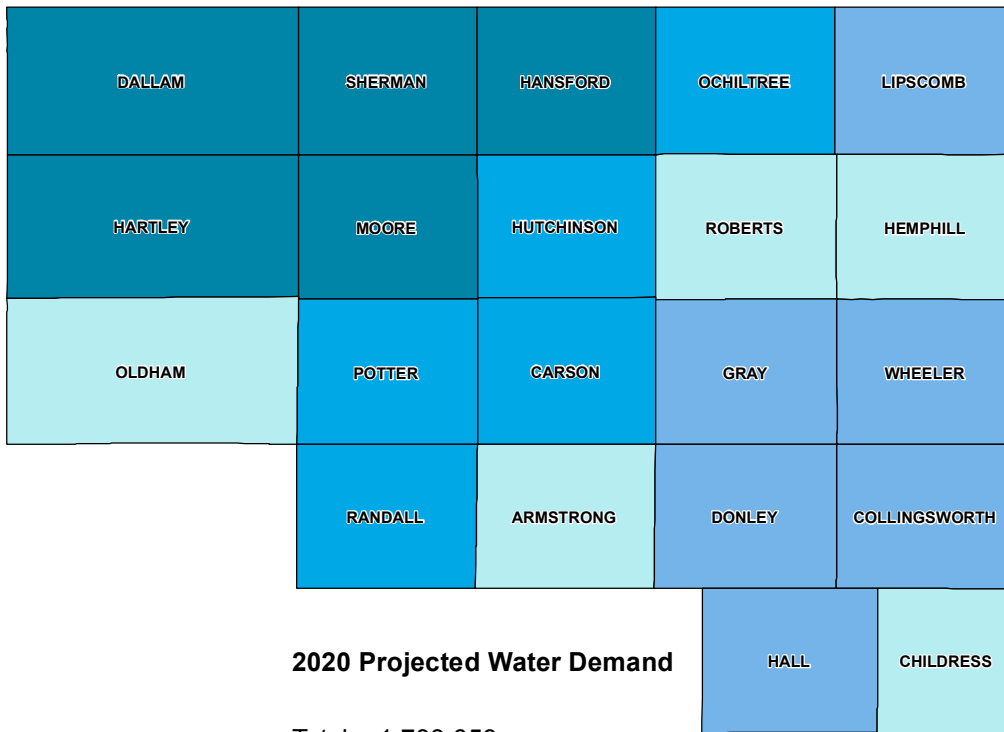 DALLAM
SHERMAN
HANSFORD
OCHILTREE
LIPSCOMB
HARTLEY
MOORE
HUTCHINSON
ROBERTS
HEMPHILL
OLDHAM
POTTER
CARSON
GRAY
WHEELER
RANDALL
ARMSTRONG
DONLEY
COLLINGSWORTH
2020 Projected Water Demand
HALL
CHILDRESS